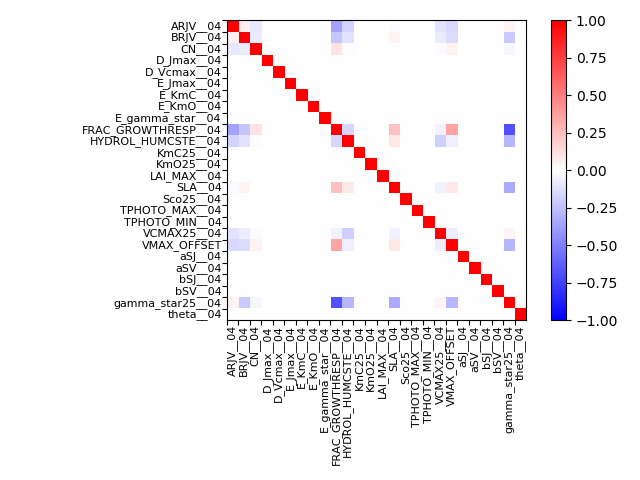 ARJV__04
BRJV__04
CN__04
D_Jmax__04
D_Vcmax__04
E_Jmax__04
E_KmC__04
E_KmO__04
E_gamma_star__04
FRAC_GROWTHRESP__04
HYDROL_HUMCSTE__04
KmC25__04
KmO25__04
LAI_MAX__04
SLA__04
Sco25__04
TPHOTO_MAX__04
TPHOTO_MIN__04
VCMAX25__04
VMAX_OFFSET
aSJ__04
aSV__04
bSJ__04
bSV__04
gamma_star25__04
theta__04
ARJV__04
BRJV__04
CN__04
D_Jmax__04
D_Vcmax__04
E_Jmax__04
E_KmC__04
E_KmO__04
E_gamma_star__04
FRAC_GROWTHRESP__04
HYDROL_HUMCSTE__04
KmC25__04
KmO25__04
LAI_MAX__04
SLA__04
Sco25__04
TPHOTO_MAX__04
TPHOTO_MIN__04
VCMAX25__04
VMAX_OFFSET
aSJ__04
aSV__04
bSJ__04
bSV__04
gamma_star25__04
theta__04
1.00
0.75
0.50
0.25
0.00
−0.25
−0.50
−0.75
−1.00